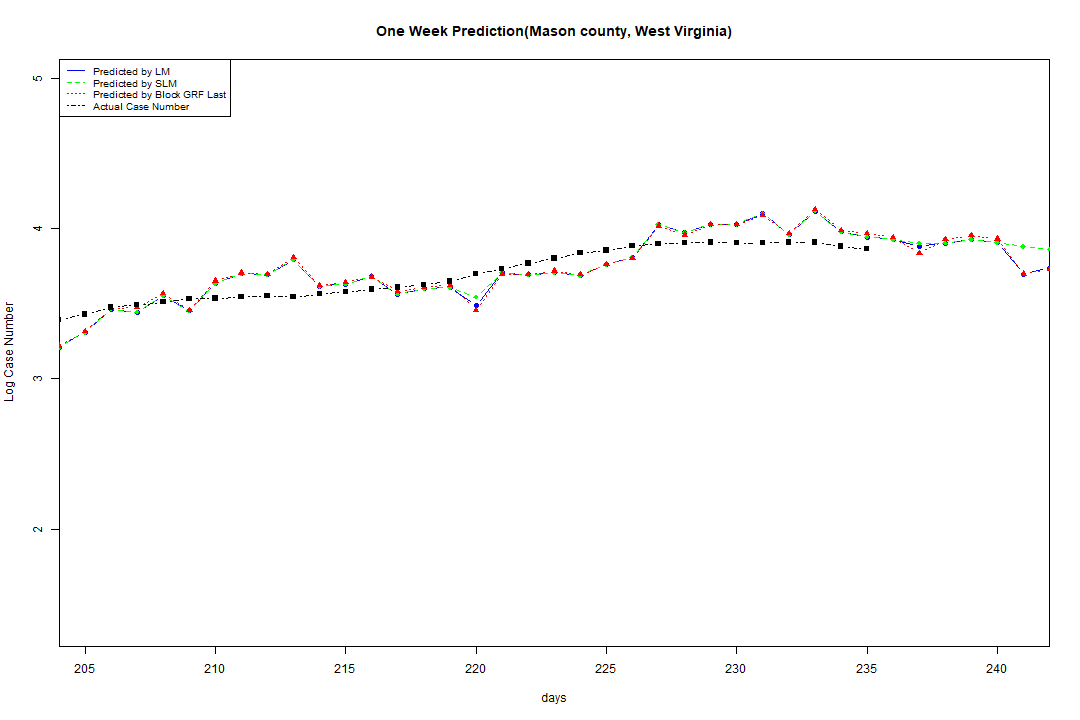 One Week Prediction(Mason county, West Virginia)
Predicted by LM
Predicted by SLM
Predicted by Block GRF Last
Actual Case Number
5
4
3
2
Log Case Number
205 210 215 220 225 230 235 240
days